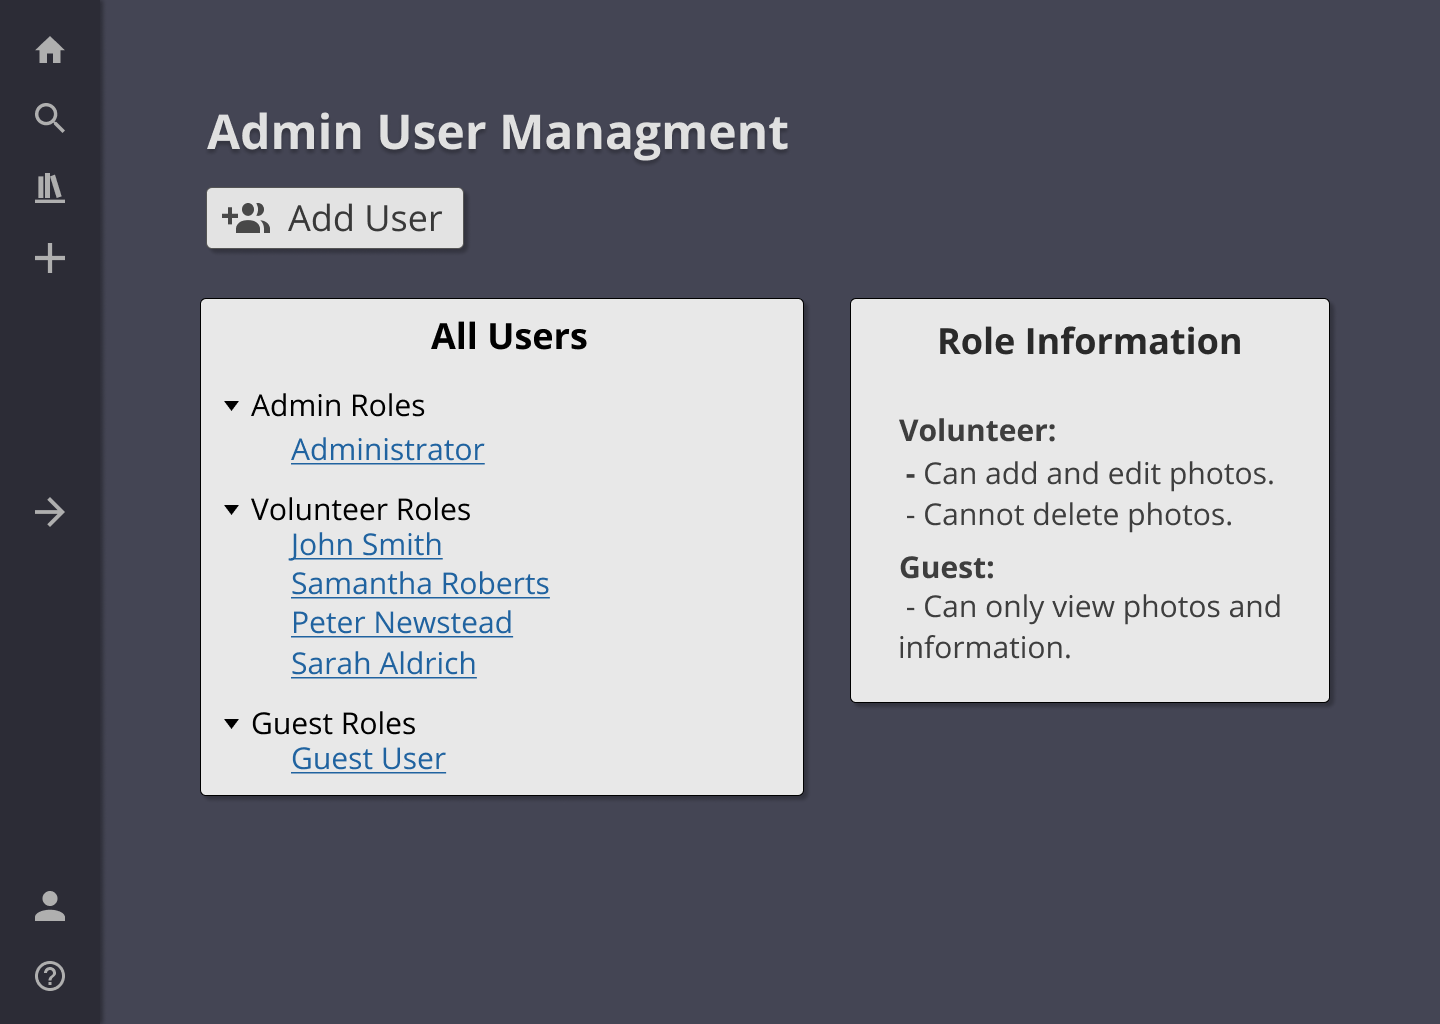 Admin User Managment
Add User
All Users
Admin Roles
Administrator
Volunteer Roles
John Smith
Samantha Roberts
Peter Newstead
Sarah Aldrich
Guest Roles
Guest User
Role Information
Volunteer:
- Can add and edit photos.
- Cannot delete photos.
Guest:
- Can only view photos and
information.